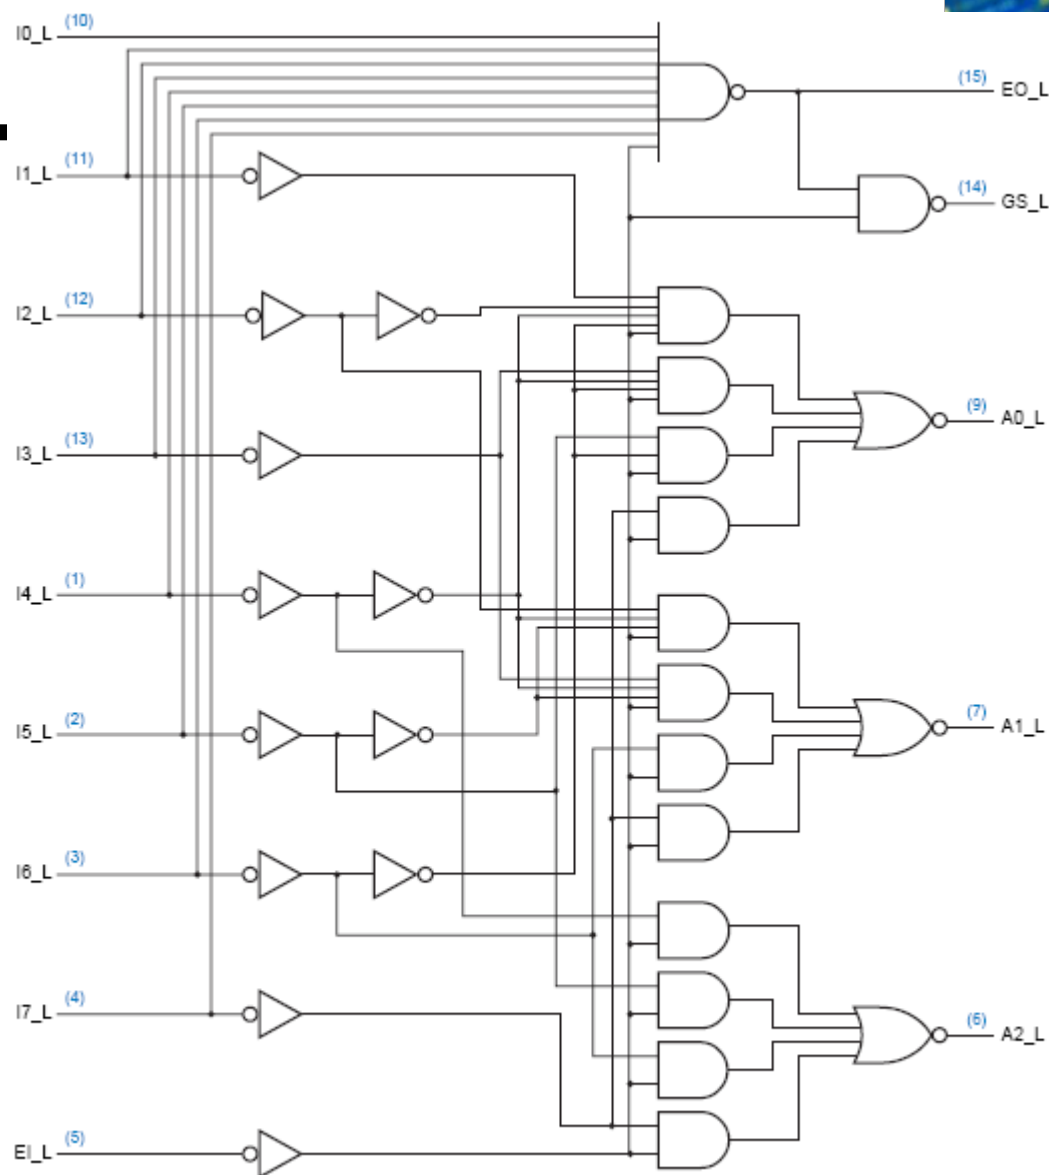 I0_L (10)
(15) EO_L
I1_L (11)
(14) GS_L
I2_L (12)
(9) A0_L
I3_L (13)
I4_L (1)
(7) A1_L
I5_L (2)
I6_L (3)
I7_L (4)
(6) A2_L
EI_L (5)